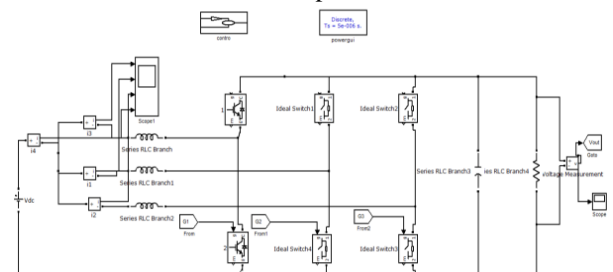 Discrete,
Ts = 5e-006 s.
contro
powergui
Scope1
1
Ideal Switch1
Ideal Switch2
i3
i4
Series RLC Branch
i1
Series RLC Branch1
Series RLC Branch3
ies RLC Branch4
Vout
Goto
Voltage Measurement
Vdc
i2
Series RLC Branch2
Scope
G1
From
G2
From1
G3
From2
2
Ideal Switch4
Ideal Switch3